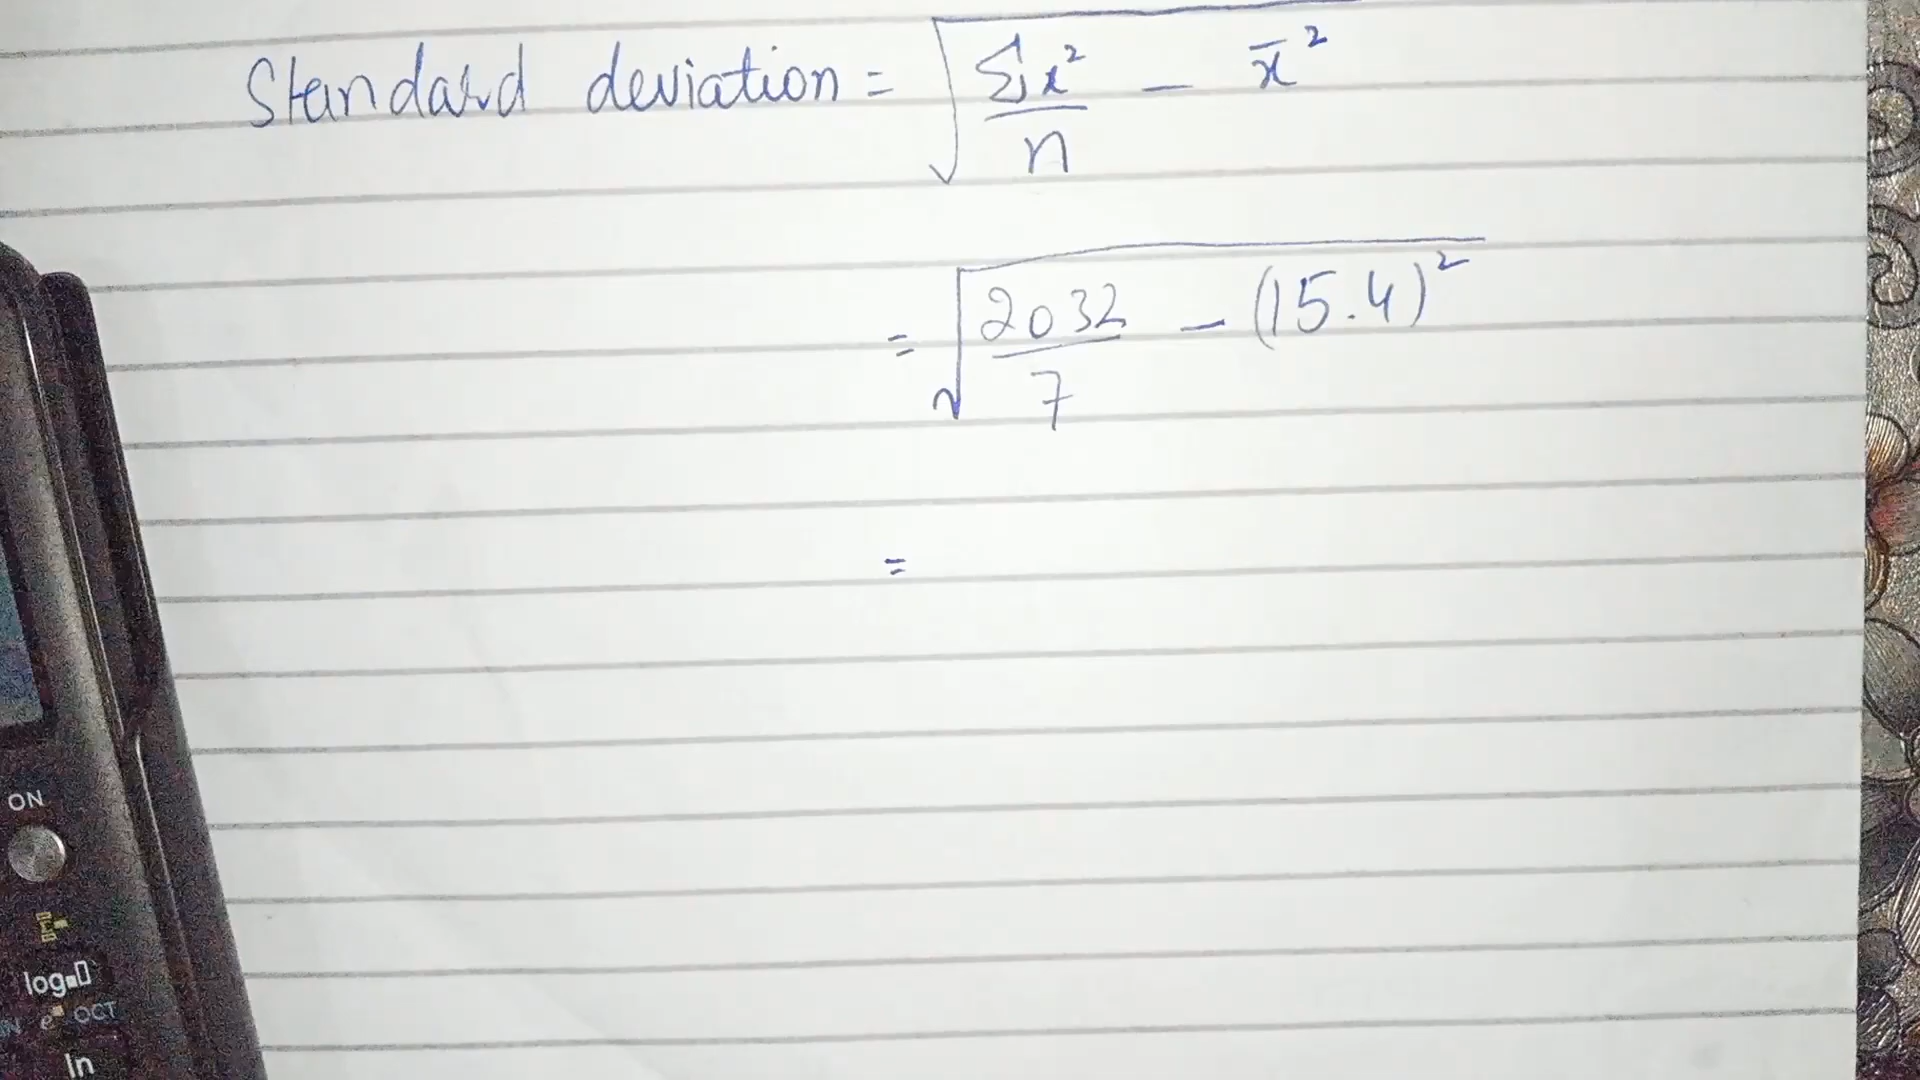 Standard deviation = √(Σx²/n − x̄²)
= √(2032/7 − (15.4)²)
=
ON
log
e OCT
ln